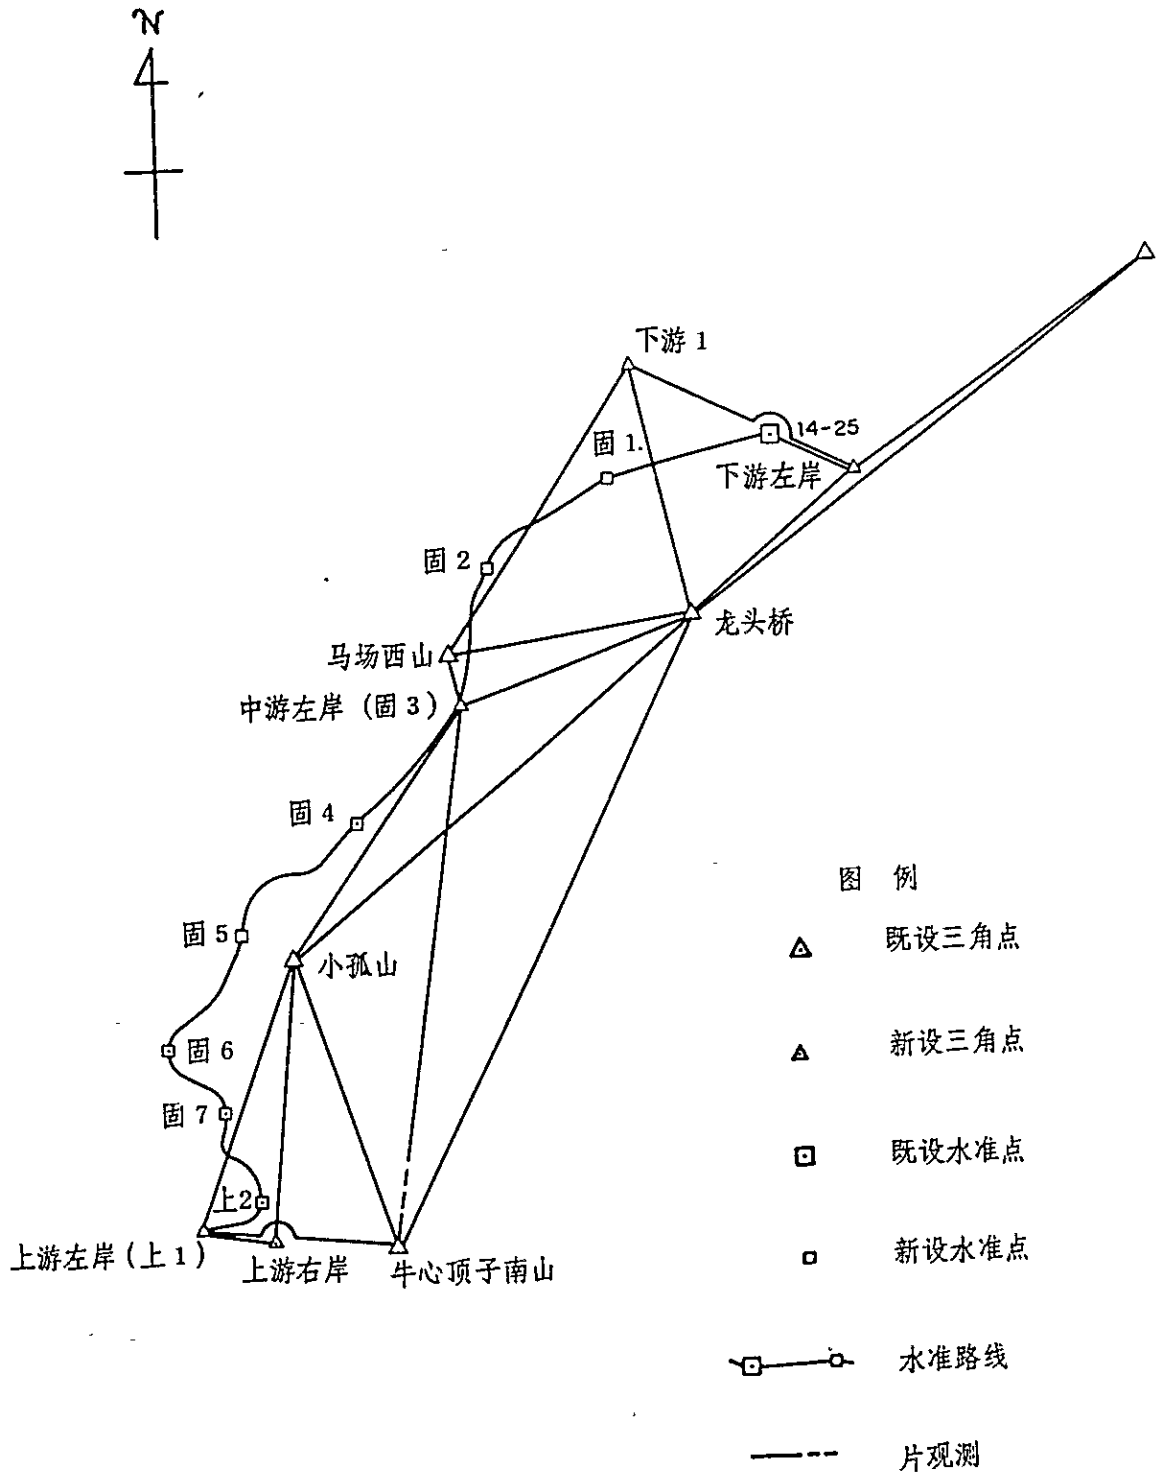 N
下游 1
14-25
固 1.
下游左岸
固 2
龙头桥
马场西山
中游左岸 (固 3)
固 4
图 例
既设三角点
固 5
小孤山
新设三角点
固 6
固 7
既设水准点
上2
上游左岸 (上 1)
上游右岸
牛心顶子南山
新设水准点
水准路线
片观测